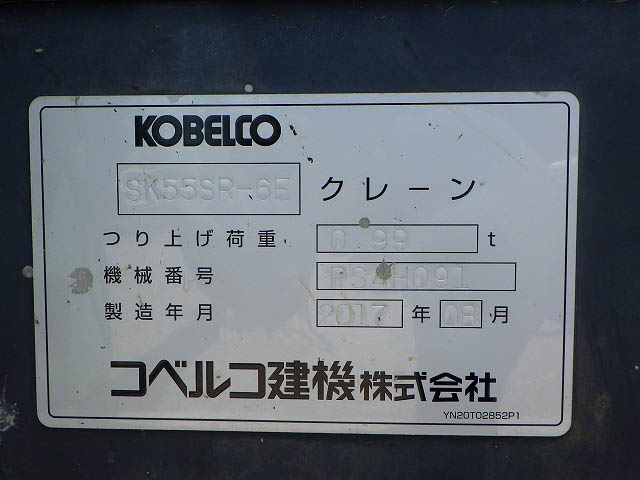 KOBELCO
SK55SR-6E クレーン
つり上げ荷重 0.99 t
機械番号 PS4H091
製造年月 2017 年 08 月
コベルコ建機株式会社
YN20T02852P1